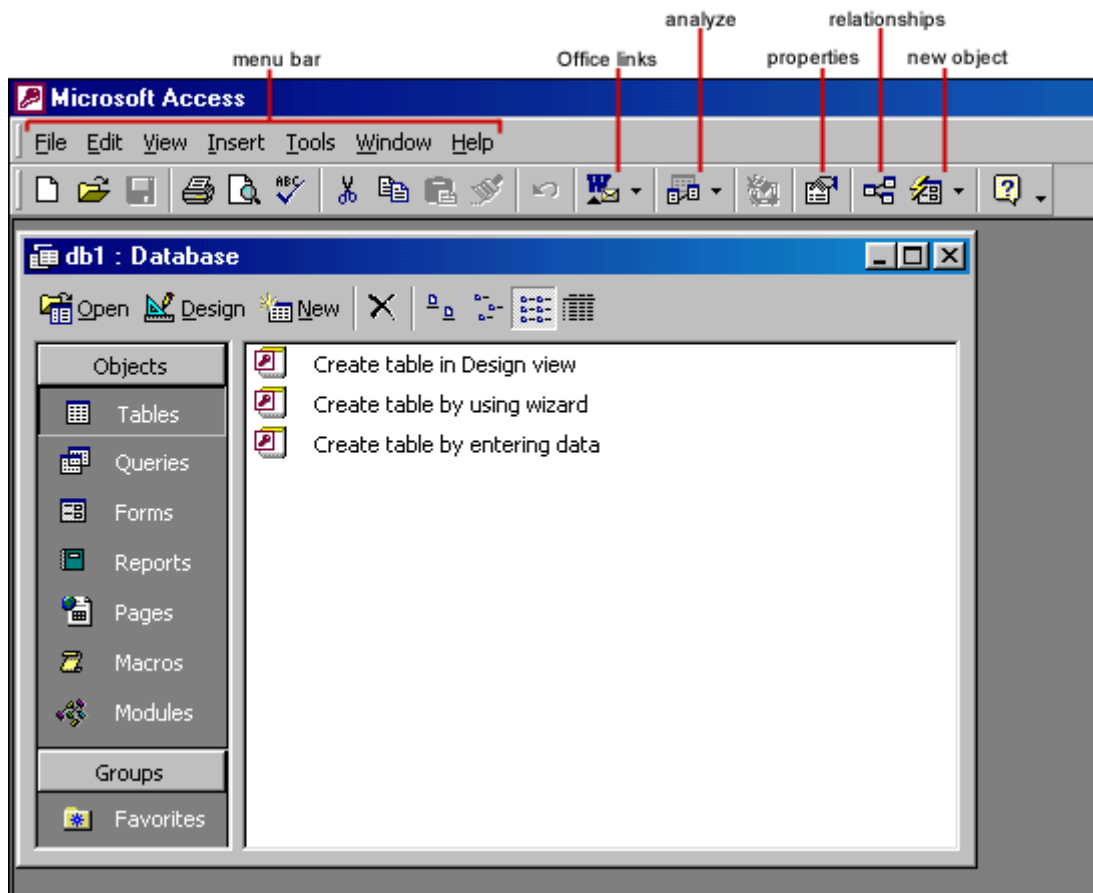 analyze relationships
menu bar Office links properties new object
Microsoft Access
File Edit View Insert Tools Window Help
ABC W ?
db1 : Database
Open Design New
Objects
Create table in Design view
Tables
Create table by using wizard
Queries
Create table by entering data
Forms
Reports
Pages
Macros
Modules
Groups
Favorites